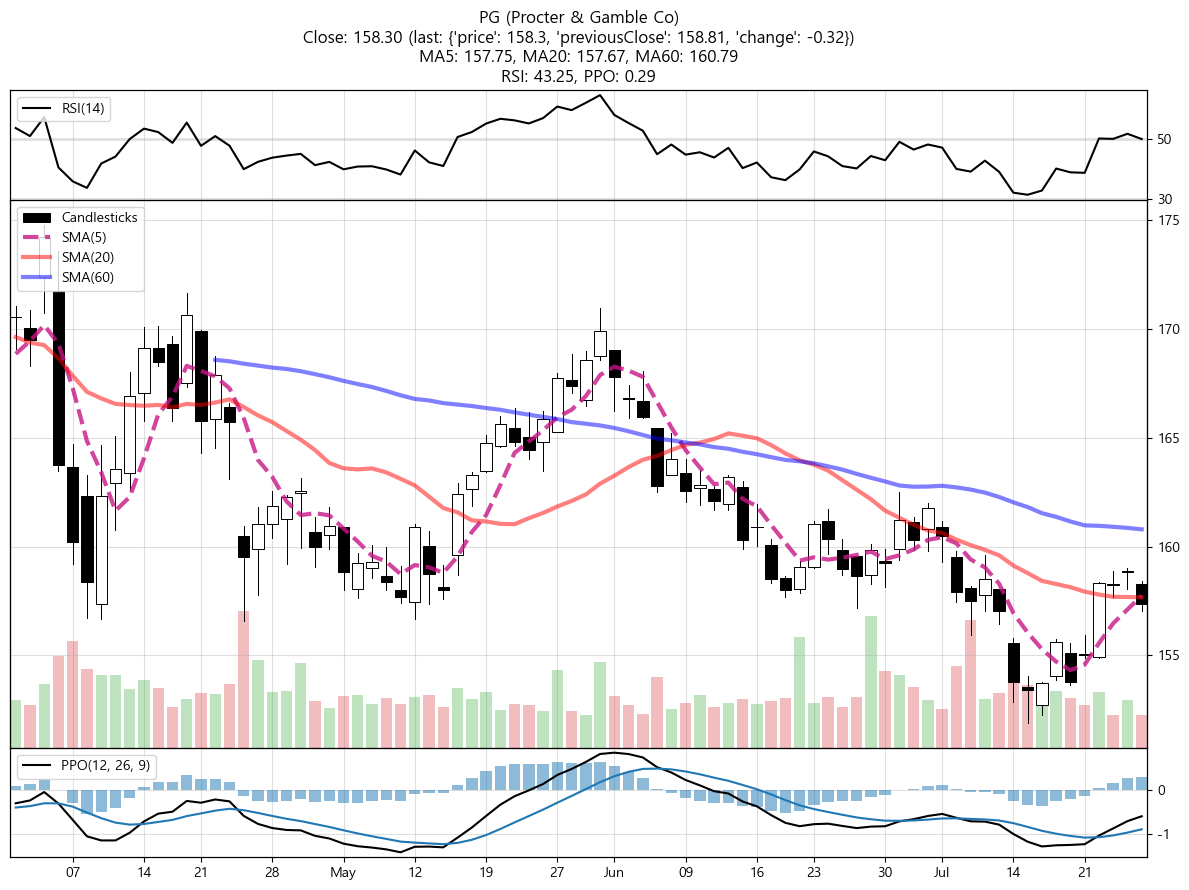 PG (Procter & Gamble Co)
Close: 158.30 (last: {'price': 158.3, 'previousClose': 158.81, 'change': -0.32})
MA5: 157.75, MA20: 157.67, MA60: 160.79
RSI: 43.25, PPO: 0.29
RSI(14)
50
30
Candlesticks
SMA(5)
SMA(20)
SMA(60)
175
170
165
160
155
PPO(12, 26, 9)
0
-1
07 14 21 28 May 12 19 27 Jun 09 16 23 30 Jul 14 21